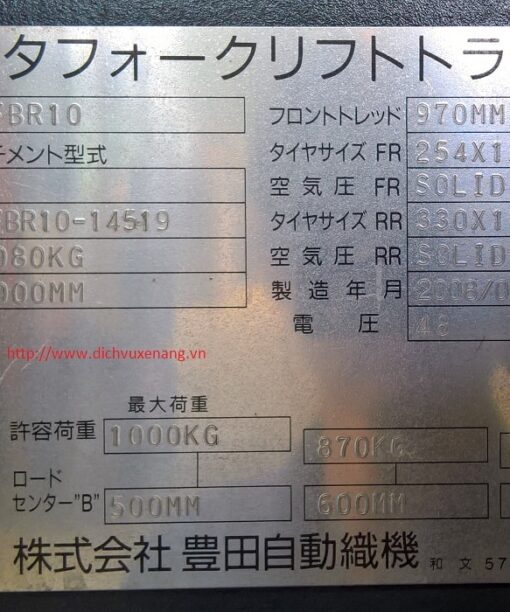 タフォークリフトトラ
FBR10 フロントトレッド 970MM
チメント型式 タイヤサイズ FR 254X1
空気圧 FR SOLID
FBR10-14519 タイヤサイズ RR 330X1
080KG 空気圧 RR SOLID
000MM 製造年月 2006/0
電圧 48
http://www.dichvuxenang.vn
最大荷重
許容荷重 1000KG 870KG
ロード
センター"B" 500MM 600MM
株式会社 豊田自動織機 和文 57